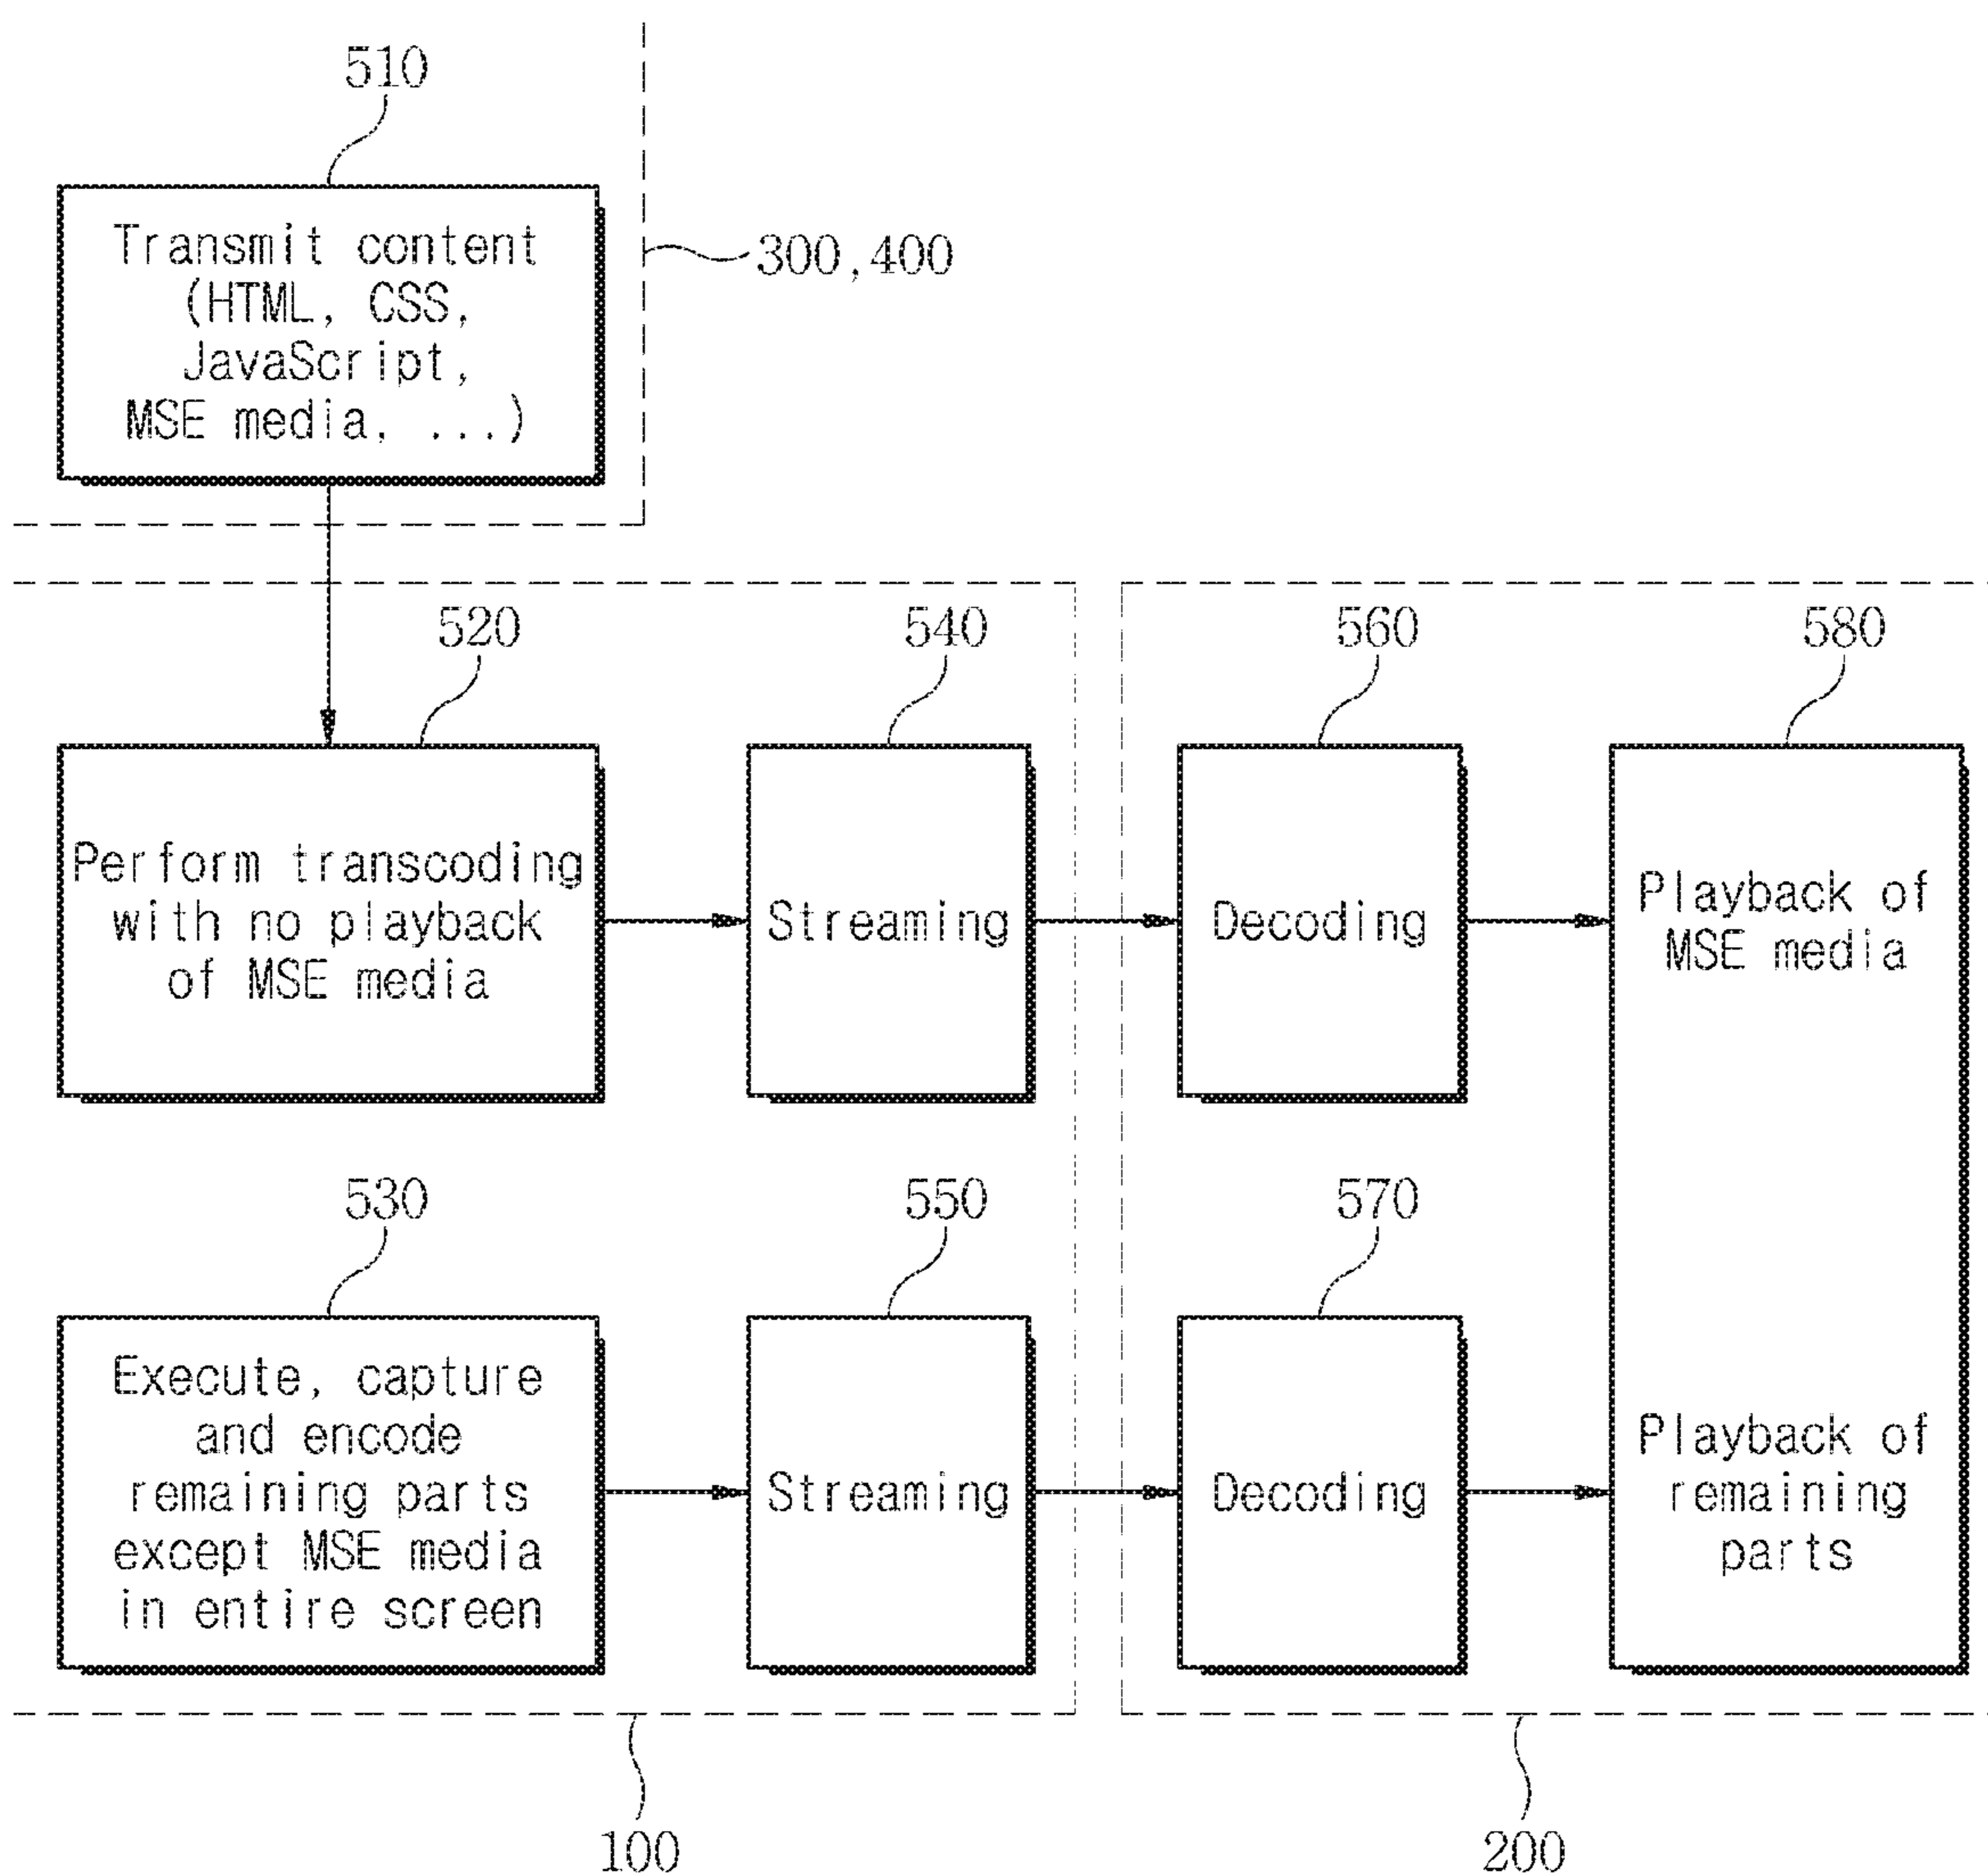 510
Transmit content
(HTML, CSS,
JavaScript,
MSE media, ...)
300,400
520
540
560
580
Perform transcoding
with no playback
of MSE media
Streaming
Decoding
Playback of
MSE media
530
550
570
Execute, capture
and encode
remaining parts
except MSE media
in entire screen
Streaming
Decoding
Playback of
remaining
parts
100
200